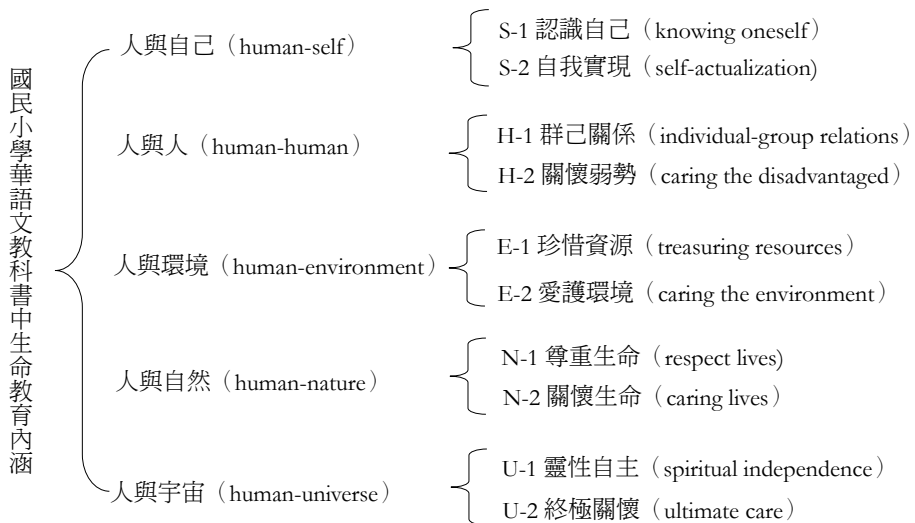 國民小學華語文教科書中生命教育內涵
人與自己（human-self）
S-1 認識自己（knowing oneself）
S-2 自我實現（self-actualization)
人與人（human-human）
H-1 群己關係（individual-group relations）
H-2 關懷弱勢（caring the disadvantaged）
人與環境（human-environment）
E-1 珍惜資源（treasuring resources）
E-2 愛護環境（caring the environment）
人與自然（human-nature）
N-1 尊重生命（respect lives)
N-2 關懷生命（caring lives）
人與宇宙（human-universe）
U-1 靈性自主（spiritual independence）
U-2 終極關懷（ultimate care）